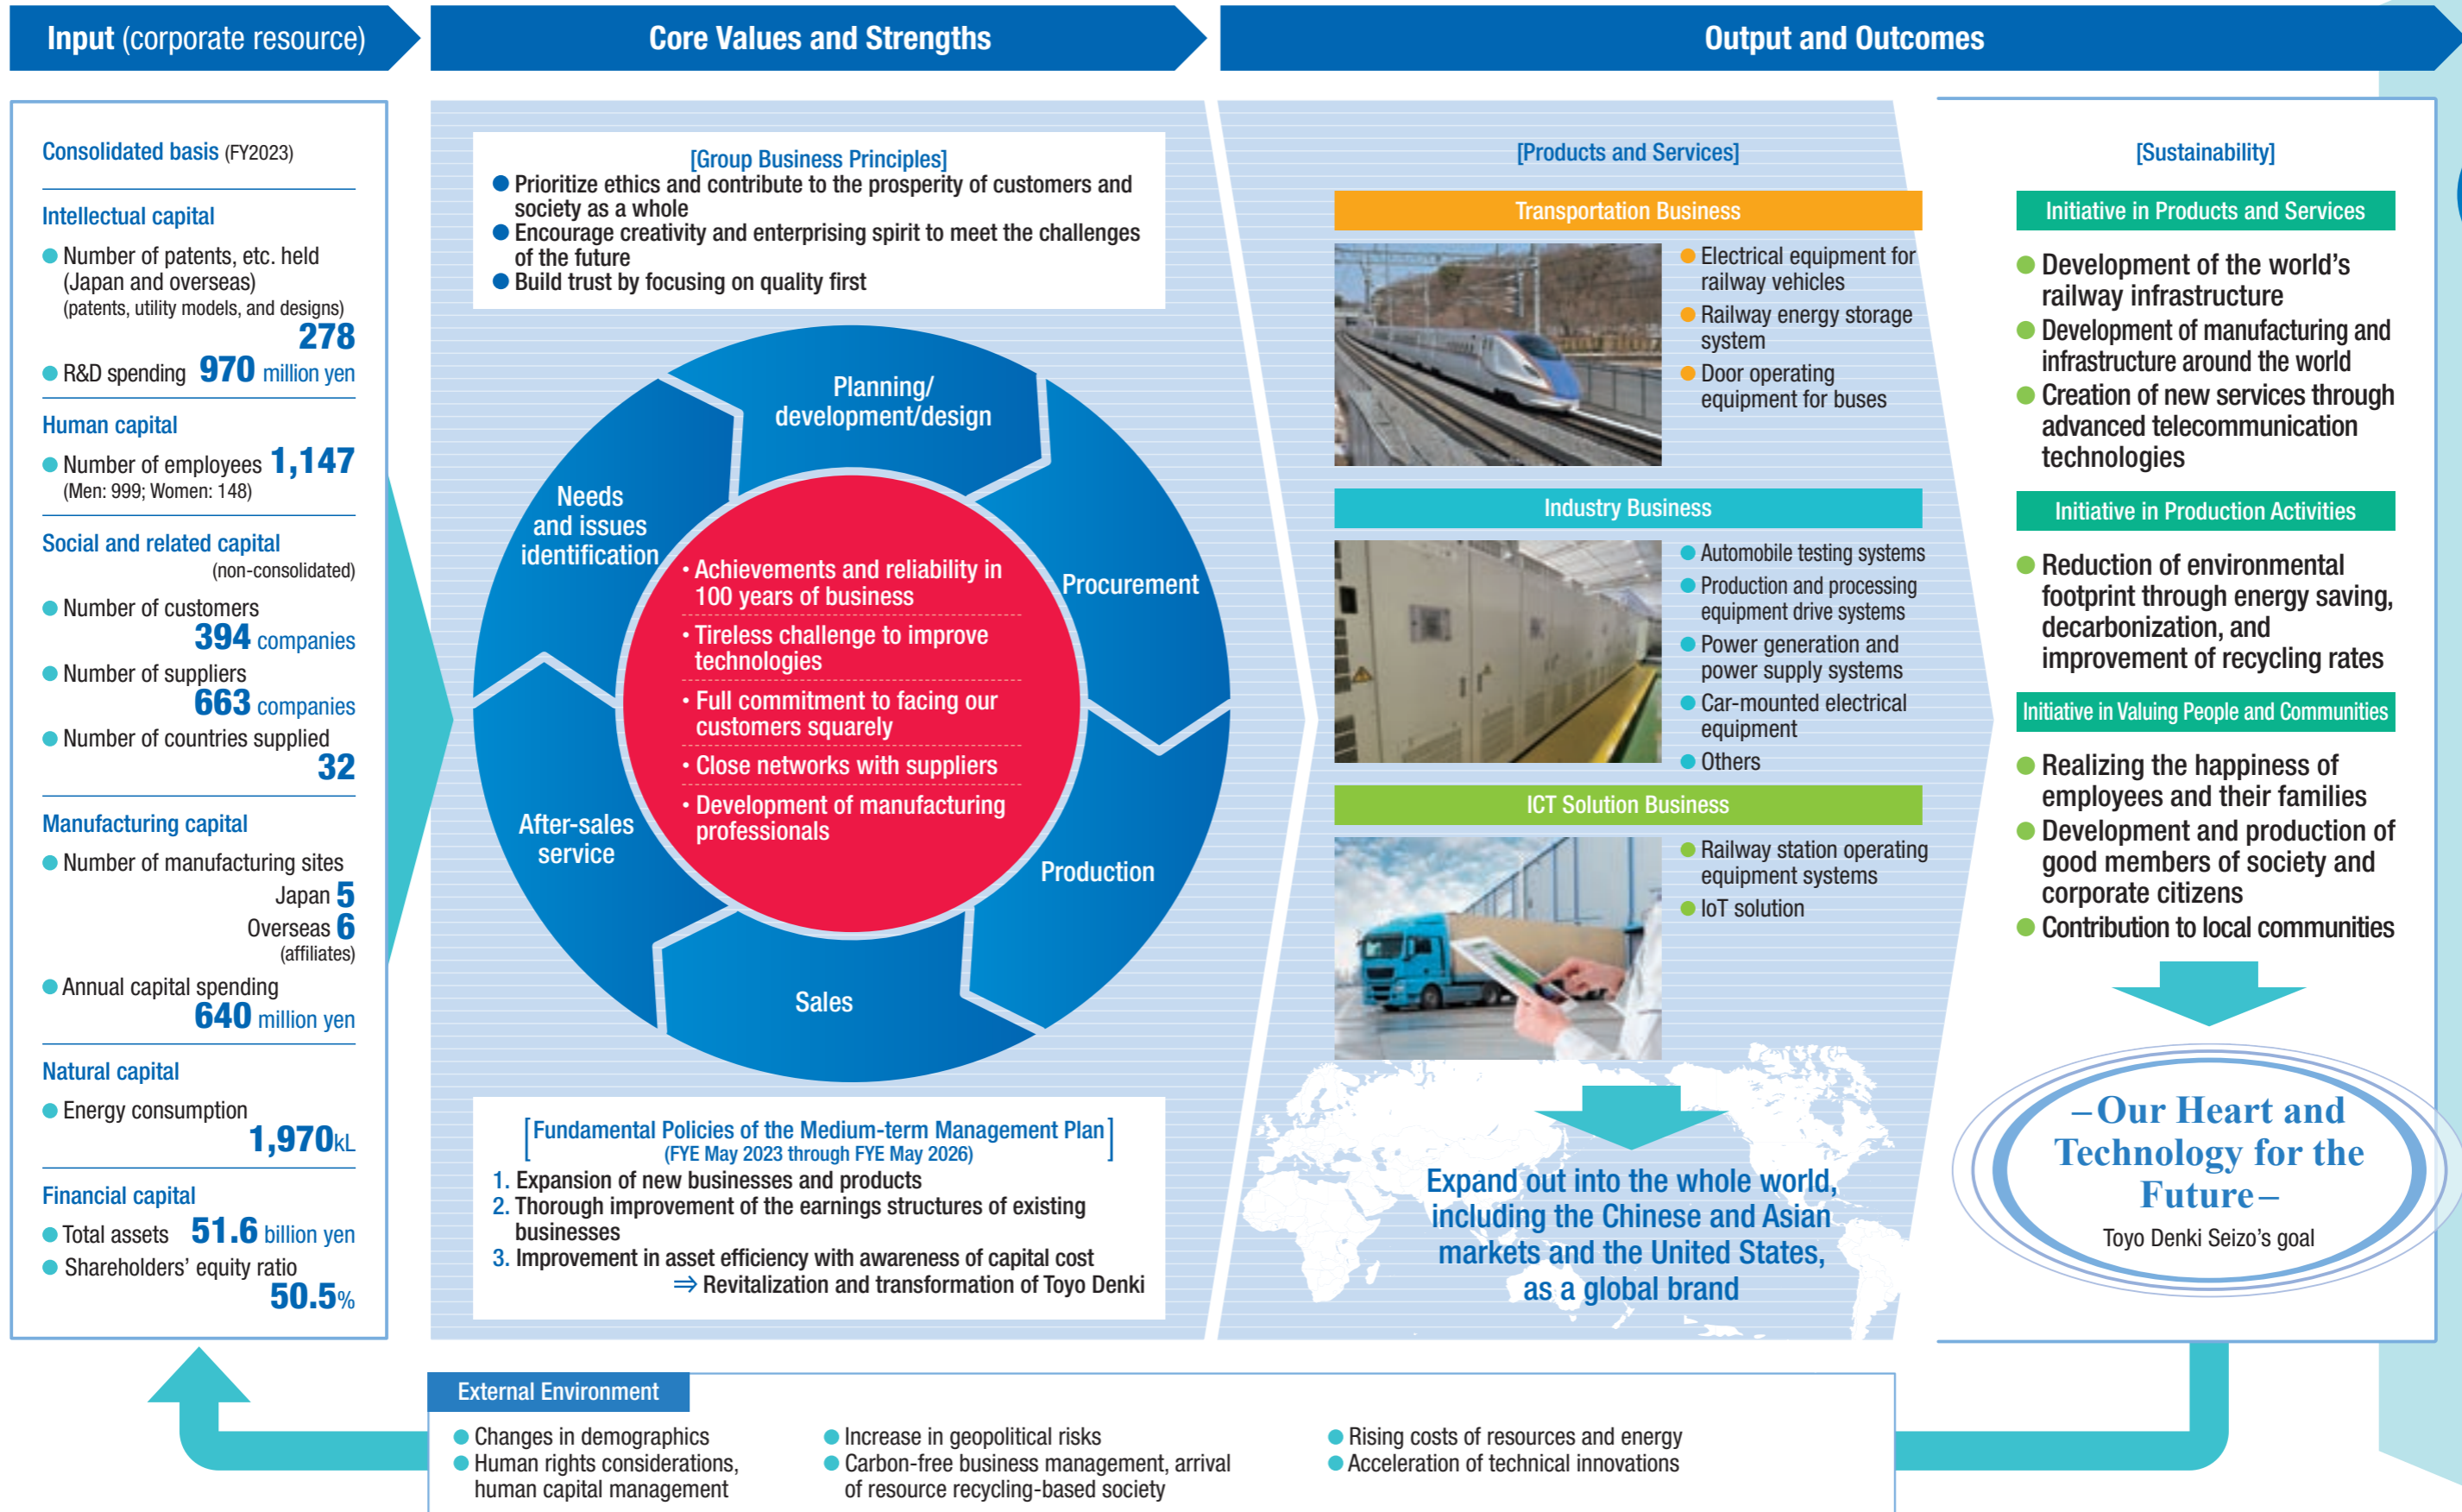 Input (corporate resource)
Core Values and Strengths
Output and Outcomes
Consolidated basis (FY2023)
Intellectual capital
Number of patents, etc. held
(Japan and overseas)
(patents, utility models, and designs)
278
R&D spending 970 million yen
Human capital
Number of employees 1,147
(Men: 999; Women: 148)
Social and related capital
(non-consolidated)
Number of customers
394 companies
Number of suppliers
663 companies
Number of countries supplied
32
Manufacturing capital
Number of manufacturing sites
Japan 5
Overseas 6
(affiliates)
Annual capital spending
640 million yen
Natural capital
Energy consumption
1,970kL
Financial capital
Total assets 51.6 billion yen
Shareholders' equity ratio
50.5%
[Group Business Principles]
Prioritize ethics and contribute to the prosperity of customers and
society as a whole
Encourage creativity and enterprising spirit to meet the challenges
of the future
Build trust by focusing on quality first
Planning/
development/design
Procurement
Production
Sales
After-sales
service
Needs
and issues
identification
• Achievements and reliability in
100 years of business
• Tireless challenge to improve
technologies
• Full commitment to facing our
customers squarely
• Close networks with suppliers
• Development of manufacturing
professionals
[Fundamental Policies of the Medium-term Management Plan]
(FYE May 2023 through FYE May 2026)
1. Expansion of new businesses and products
2. Thorough improvement of the earnings structures of existing
businesses
3. Improvement in asset efficiency with awareness of capital cost
⇒ Revitalization and transformation of Toyo Denki
[Products and Services]
Transportation Business
Electrical equipment for
railway vehicles
Railway energy storage
system
Door operating
equipment for buses
Industry Business
Automobile testing systems
Production and processing
equipment drive systems
Power generation and
power supply systems
Car-mounted electrical
equipment
Others
ICT Solution Business
Railway station operating
equipment systems
IoT solution
Expand out into the whole world,
including the Chinese and Asian
markets and the United States,
as a global brand
[Sustainability]
Initiative in Products and Services
Development of the world's
railway infrastructure
Development of manufacturing and
infrastructure around the world
Creation of new services through
advanced telecommunication
technologies
Initiative in Production Activities
Reduction of environmental
footprint through energy saving,
decarbonization, and
improvement of recycling rates
Initiative in Valuing People and Communities
Realizing the happiness of
employees and their families
Development and production of
good members of society and
corporate citizens
Contribution to local communities
–Our Heart and
Technology for the
Future–
Toyo Denki Seizo's goal
External Environment
Changes in demographics
Human rights considerations,
human capital management
Increase in geopolitical risks
Carbon-free business management, arrival
of resource recycling-based society
Rising costs of resources and energy
Acceleration of technical innovations